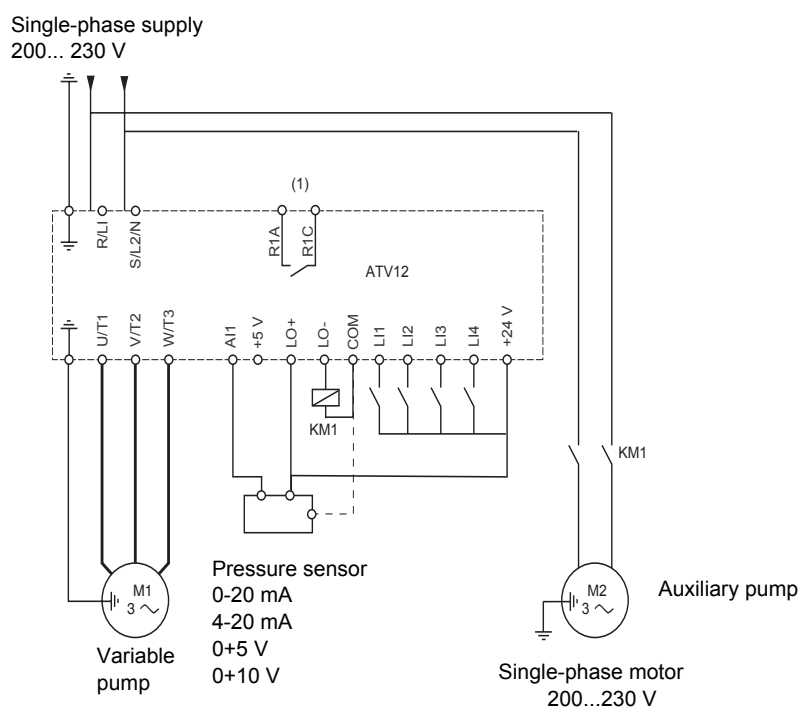 Single-phase supply
200... 230 V
(1)
R/LI
S/L2/N
R1A
R1C
ATV12
U/T1
V/T2
W/T3
AI1
+5 V
LO+
LO-
COM
LI1
LI2
LI3
LI4
+24 V
KM1
KM1
M1
3
Variable
pump
Pressure sensor
0-20 mA
4-20 mA
0+5 V
0+10 V
M2
3
Auxiliary pump
Single-phase motor
200...230 V